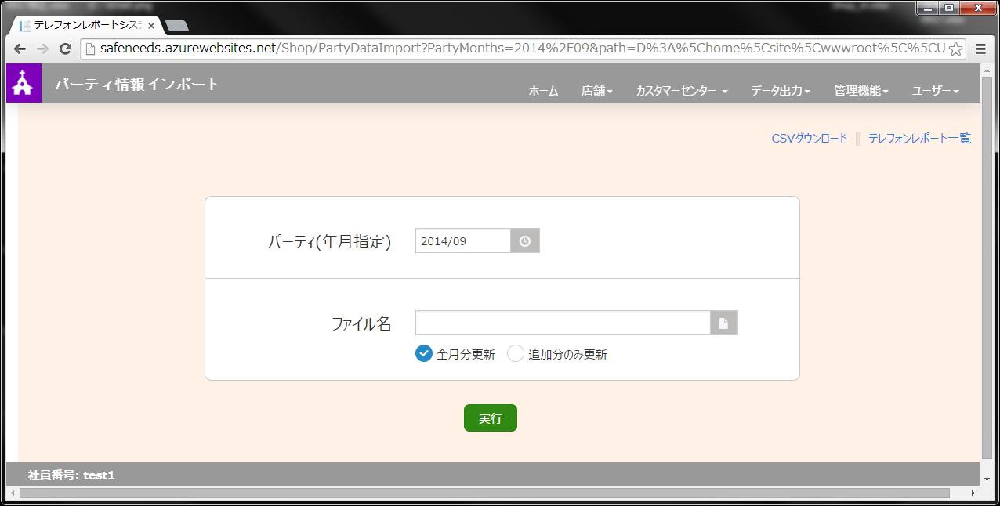 テレフォンレポートシステ
safeneeds.azurewebsites.net/Shop/PartyDataImport?PartyMonths=2014%2F09&path=D%3A%5Chome%5Csite%5Cwwwroot%5C%5CU
パーティ情報インポート
ホーム 店舗 カスタマーセンター データ出力 管理機能 ユーザー
CSVダウンロード テレフォンレポート一覧
パーティ(年月指定) 2014/09
ファイル名
全月分更新 追加分のみ更新
実行
社員番号: test1